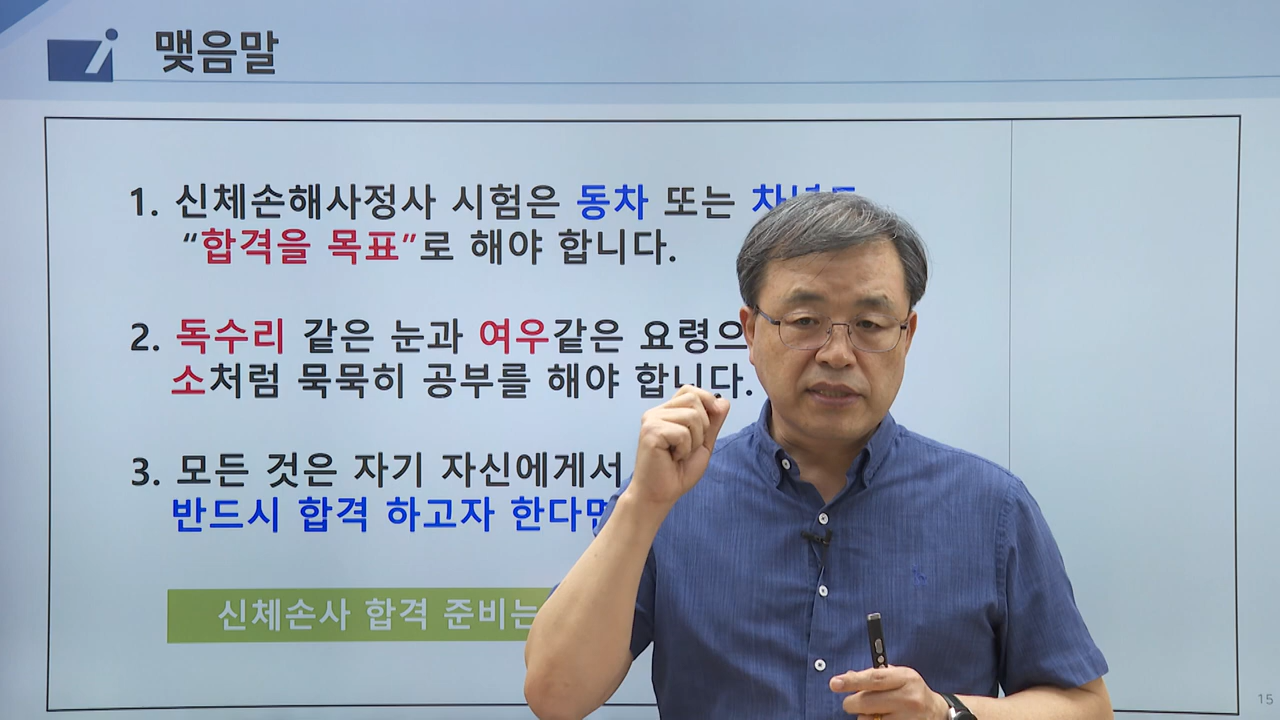 맺음말
1. 신체손해사정사 시험은 동차 또는
“합격을 목표”로 해야 합니다.
2. 독수리 같은 눈과 여우같은
소처럼 묵묵히 공부를 해야 합니다.
3. 모든 것은 자기 자신에게서
반드시 합격 하고자 한다면
신체손사 합격 준비는
15